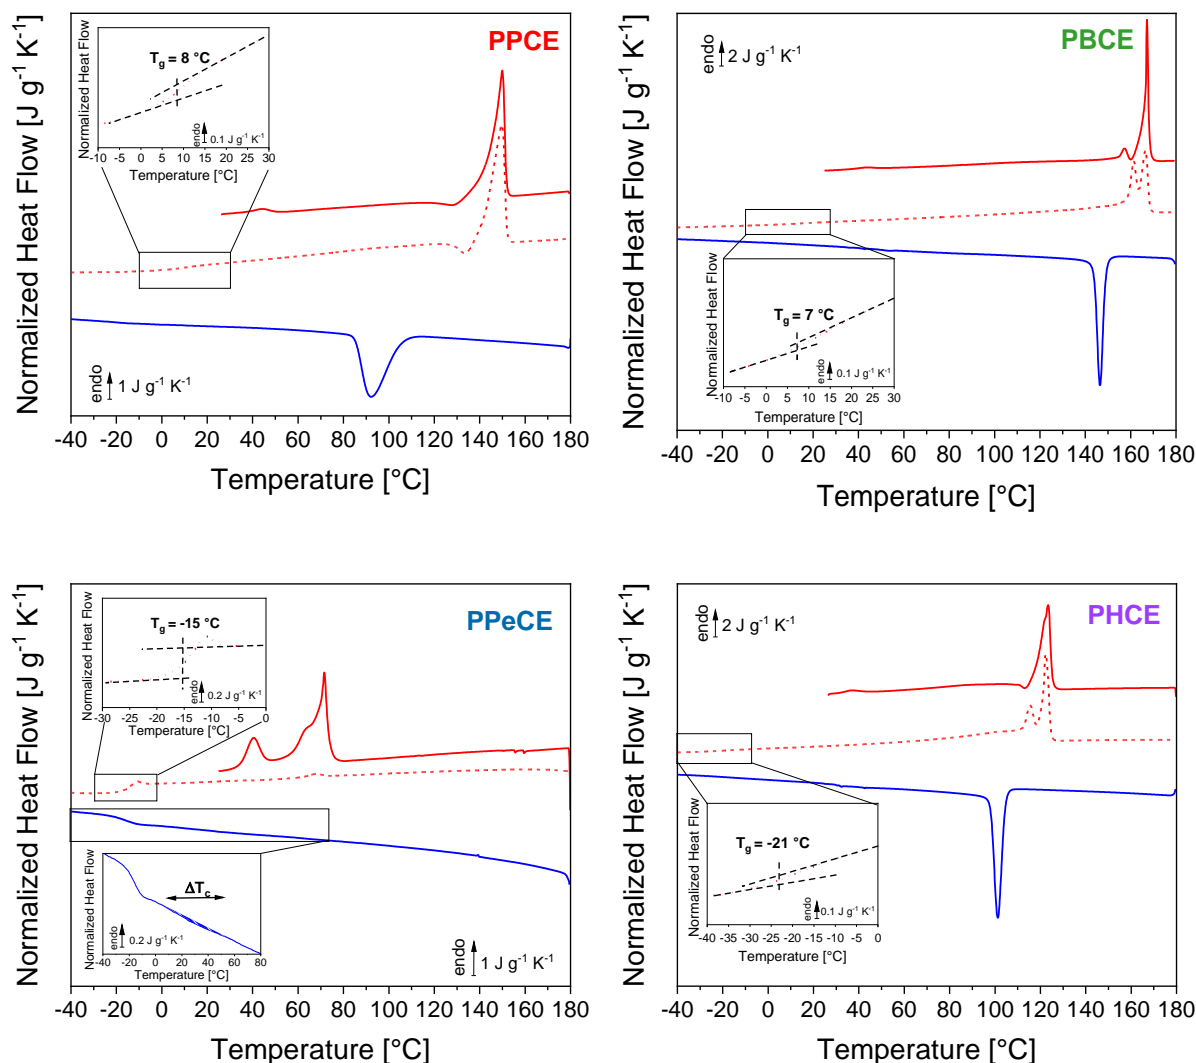 PPCE
Normalized Heat Flow [J g-1 K-1]
Normalized Heat Flow
Tg = 8 °C
endo
0.1 J g-1 K-1
-10 -5 0 5 10 15 20 25 30
Temperature [°C]
endo
1 J g-1 K-1
-40 -20 0 20 40 60 80 100 120 140 160 180
Temperature [°C]
PBCE
Normalized Heat Flow [J g-1 K-1]
endo
2 J g-1 K-1
Normalized Heat Flow
Tg = 7 °C
endo
0.1 J g-1 K-1
-10 -5 0 5 10 15 20 25 30
Temperature [°C]
-40 -20 0 20 40 60 80 100 120 140 160 180
Temperature [°C]
PPeCE
Normalized Heat Flow [J g-1 K-1]
Normalized Heat Flow
Tg = -15 °C
endo
0.2 J g-1 K-1
-30 -25 -20 -15 -10 -5 0
Temperature [°C]
Normalized Heat Flow
ΔTc
endo
0.2 J g-1 K-1
-40 -20 0 20 40 60 80
Temperature [°C]
endo
1 J g-1 K-1
-40 -20 0 20 40 60 80 100 120 140 160 180
Temperature [°C]
PHCE
Normalized Heat Flow [J g-1 K-1]
endo
2 J g-1 K-1
Normalized Heat Flow
Tg = -21 °C
endo
0.1 J g-1 K-1
-40 -35 -30 -25 -20 -15 -10 -5 0
Temperature [°C]
-40 -20 0 20 40 60 80 100 120 140 160 180
Temperature [°C]